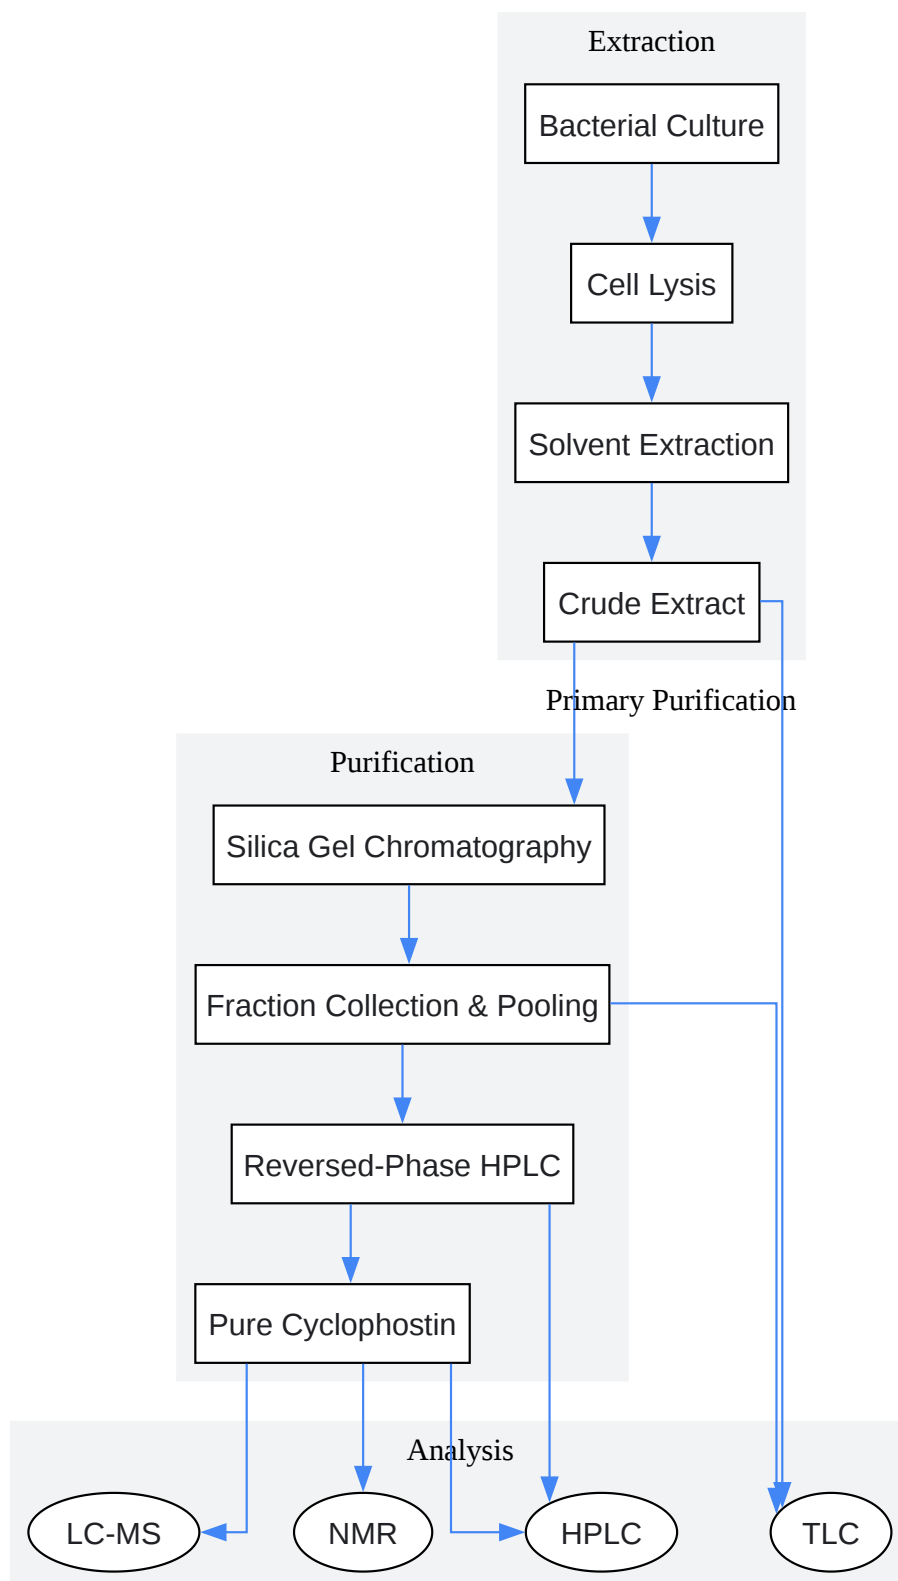 Extraction
Bacterial Culture
Cell Lysis
Solvent Extraction
Crude Extract
Primary Purification
Purification
Silica Gel Chromatography
Fraction Collection & Pooling
Reversed-Phase HPLC
Pure Cyclophostin
Analysis
LC-MS
NMR
HPLC
TLC